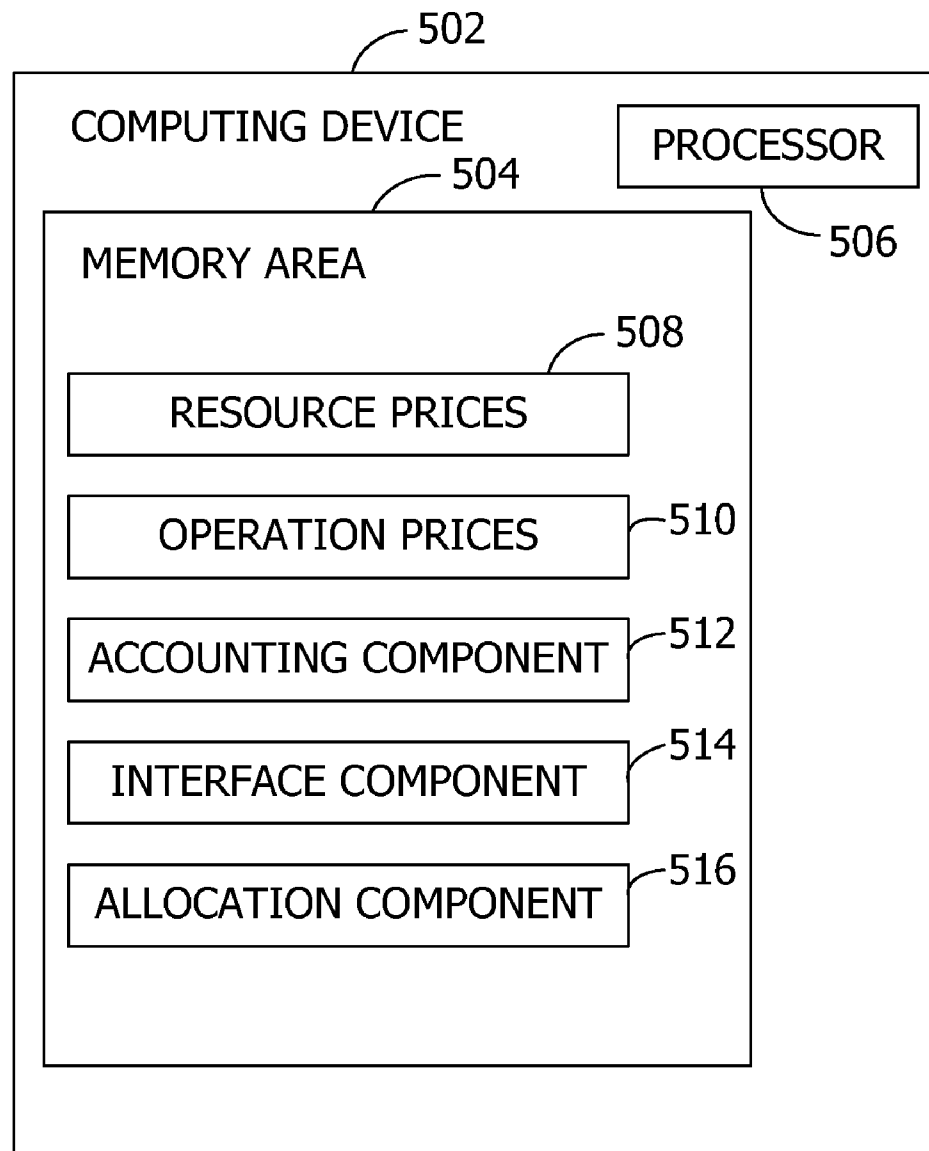 502
COMPUTING DEVICE
PROCESSOR
504
506
MEMORY AREA
508
RESOURCE PRICES
OPERATION PRICES
510
ACCOUNTING COMPONENT
512
INTERFACE COMPONENT
514
ALLOCATION COMPONENT
516